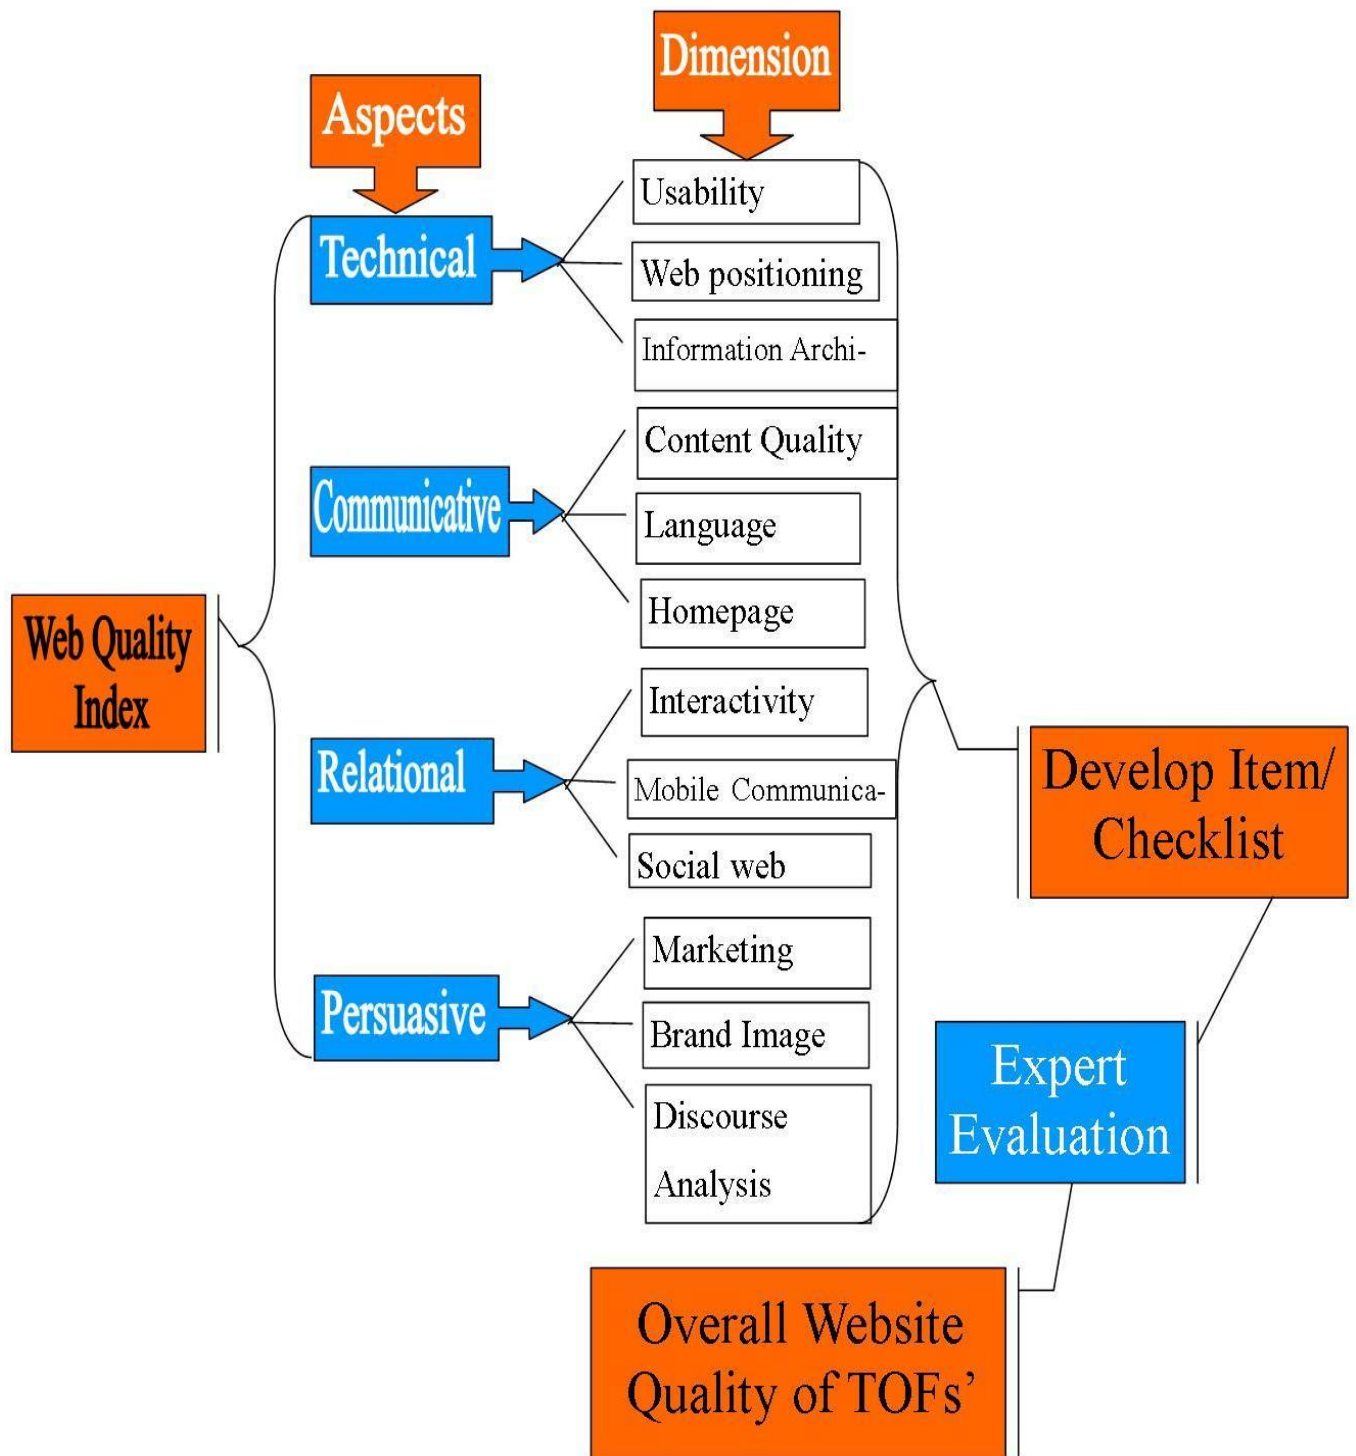 Dimension
Aspects
Usability
Technical
Web positioning
Information Archi-
Content Quality
Communicative
Language
Homepage
Web Quality
Index
Interactivity
Relational
Mobile Communica-
Social web
Develop Item/
Checklist
Marketing
Persuasive
Brand Image
Discourse
Analysis
Expert
Evaluation
Overall Website
Quality of TOFs’